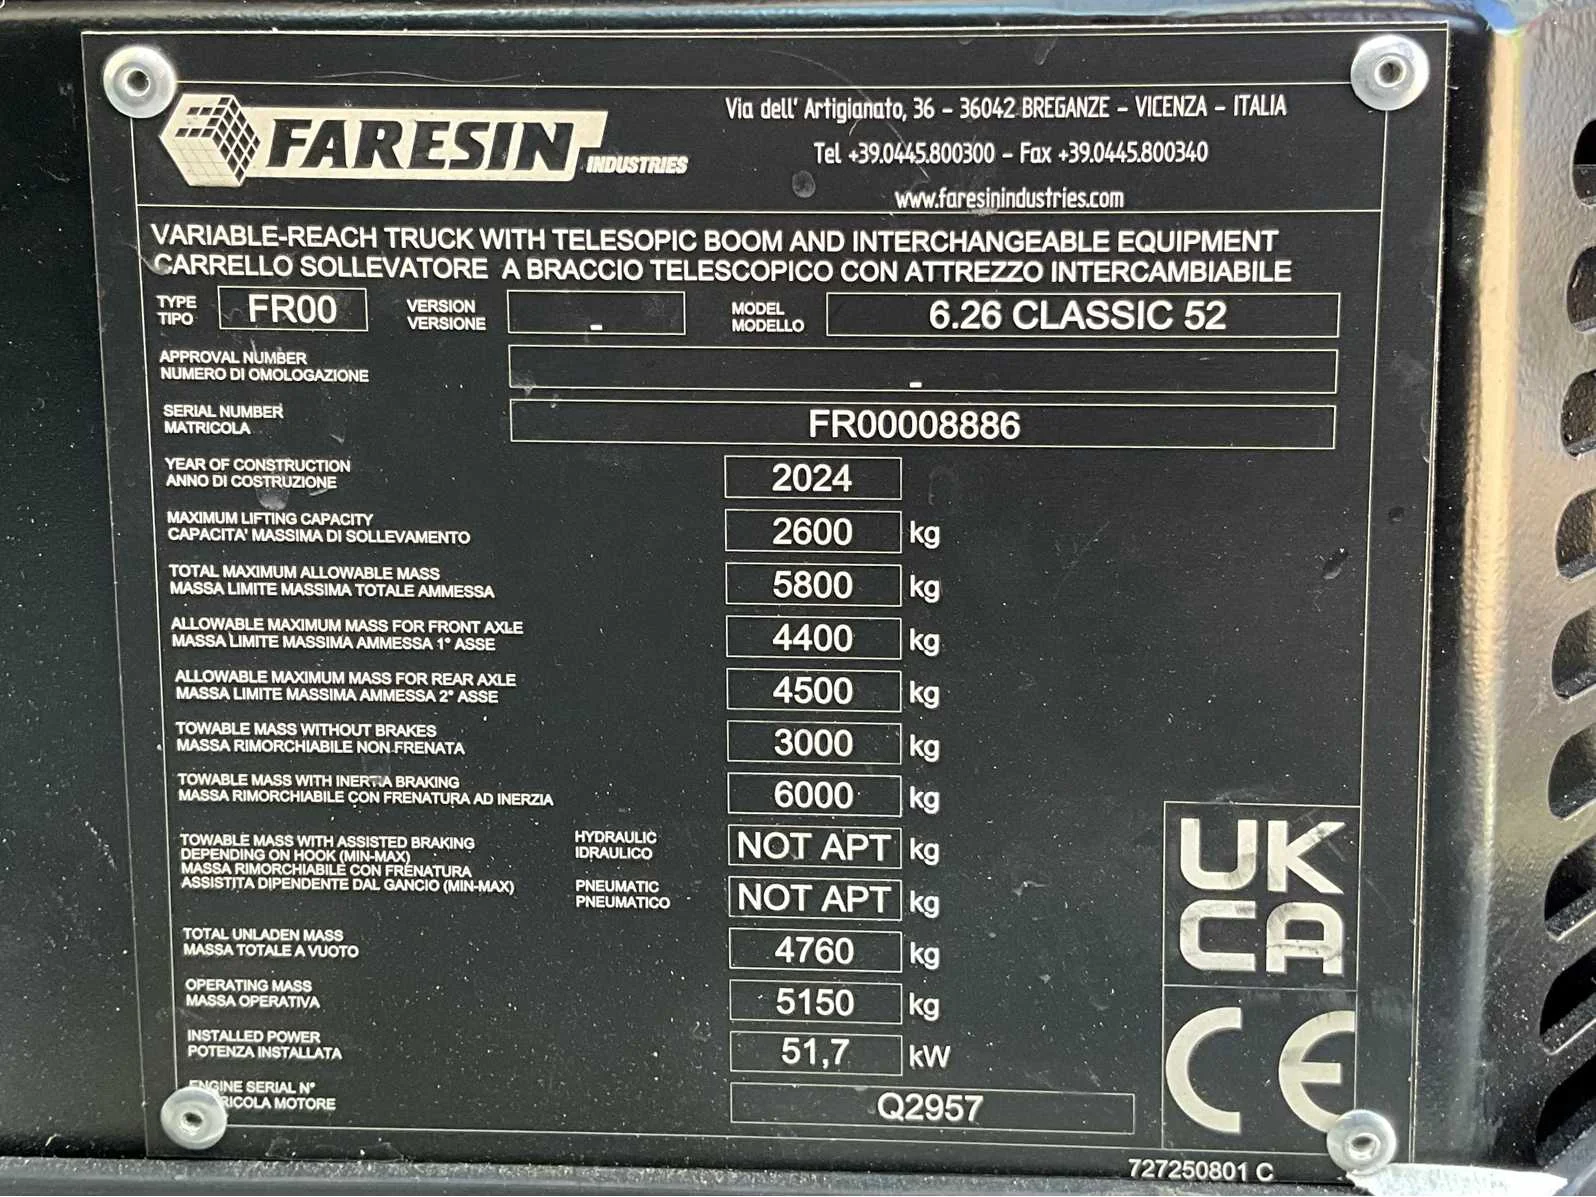 FARESIN INDUSTRIES
Via dell' Artigianato, 36 - 36042 BREGANZE - VICENZA - ITALIA
Tel +39.0445.800300 - Fax +39.0445.800340
www.faresinindustries.com
VARIABLE-REACH TRUCK WITH TELESOPIC BOOM AND INTERCHANGEABLE EQUIPMENT
CARRELLO SOLLEVATORE A BRACCIO TELESCOPICO CON ATTREZZO INTERCAMBIABILE
TYPE
TIPO
FR00
VERSION
VERSIONE
-
MODEL
MODELLO
6.26 CLASSIC 52
APPROVAL NUMBER
NUMERO DI OMOLOGAZIONE
-
SERIAL NUMBER
MATRICOLA
FR00008886
YEAR OF CONSTRUCTION
ANNO DI COSTRUZIONE
2024
MAXIMUM LIFTING CAPACITY
CAPACITA' MASSIMA DI SOLLEVAMENTO
2600 kg
TOTAL MAXIMUM ALLOWABLE MASS
MASSA LIMITE MASSIMA TOTALE AMMESSA
5800 kg
ALLOWABLE MAXIMUM MASS FOR FRONT AXLE
MASSA LIMITE MASSIMA AMMESSA 1° ASSE
4400 kg
ALLOWABLE MAXIMUM MASS FOR REAR AXLE
MASSA LIMITE MASSIMA AMMESSA 2° ASSE
4500 kg
TOWABLE MASS WITHOUT BRAKES
MASSA RIMORCHIABILE NON FRENATA
3000 kg
TOWABLE MASS WITH INERTIA BRAKING
MASSA RIMORCHIABILE CON FRENATURA AD INERZIA
6000 kg
TOWABLE MASS WITH ASSISTED BRAKING
DEPENDING ON HOOK (MIN-MAX)
MASSA RIMORCHIABILE CON FRENATURA
ASSISTITA DIPENDENTE DAL GANCIO (MIN-MAX)
HYDRAULIC
IDRAULICO
NOT APT kg
PNEUMATIC
PNEUMATICO
NOT APT kg
TOTAL UNLADEN MASS
MASSA TOTALE A VUOTO
4760 kg
OPERATING MASS
MASSA OPERATIVA
5150 kg
INSTALLED POWER
POTENZA INSTALLATA
51,7 kW
ENGINE SERIAL N°
RICOLA MOTORE
Q2957
UK
CA
CE
727250801 C